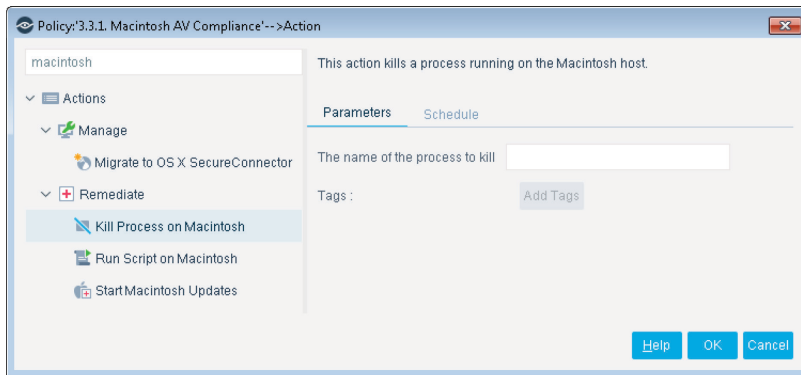 Policy:'3.3.1. Macintosh AV Compliance'-->Action
macintosh
Actions
Manage
Migrate to OS X SecureConnector
Remediate
Kill Process on Macintosh
Run Script on Macintosh
Start Macintosh Updates
This action kills a process running on the Macintosh host.
Parameters Schedule
The name of the process to kill
Tags : Add Tags
Help OK Cancel